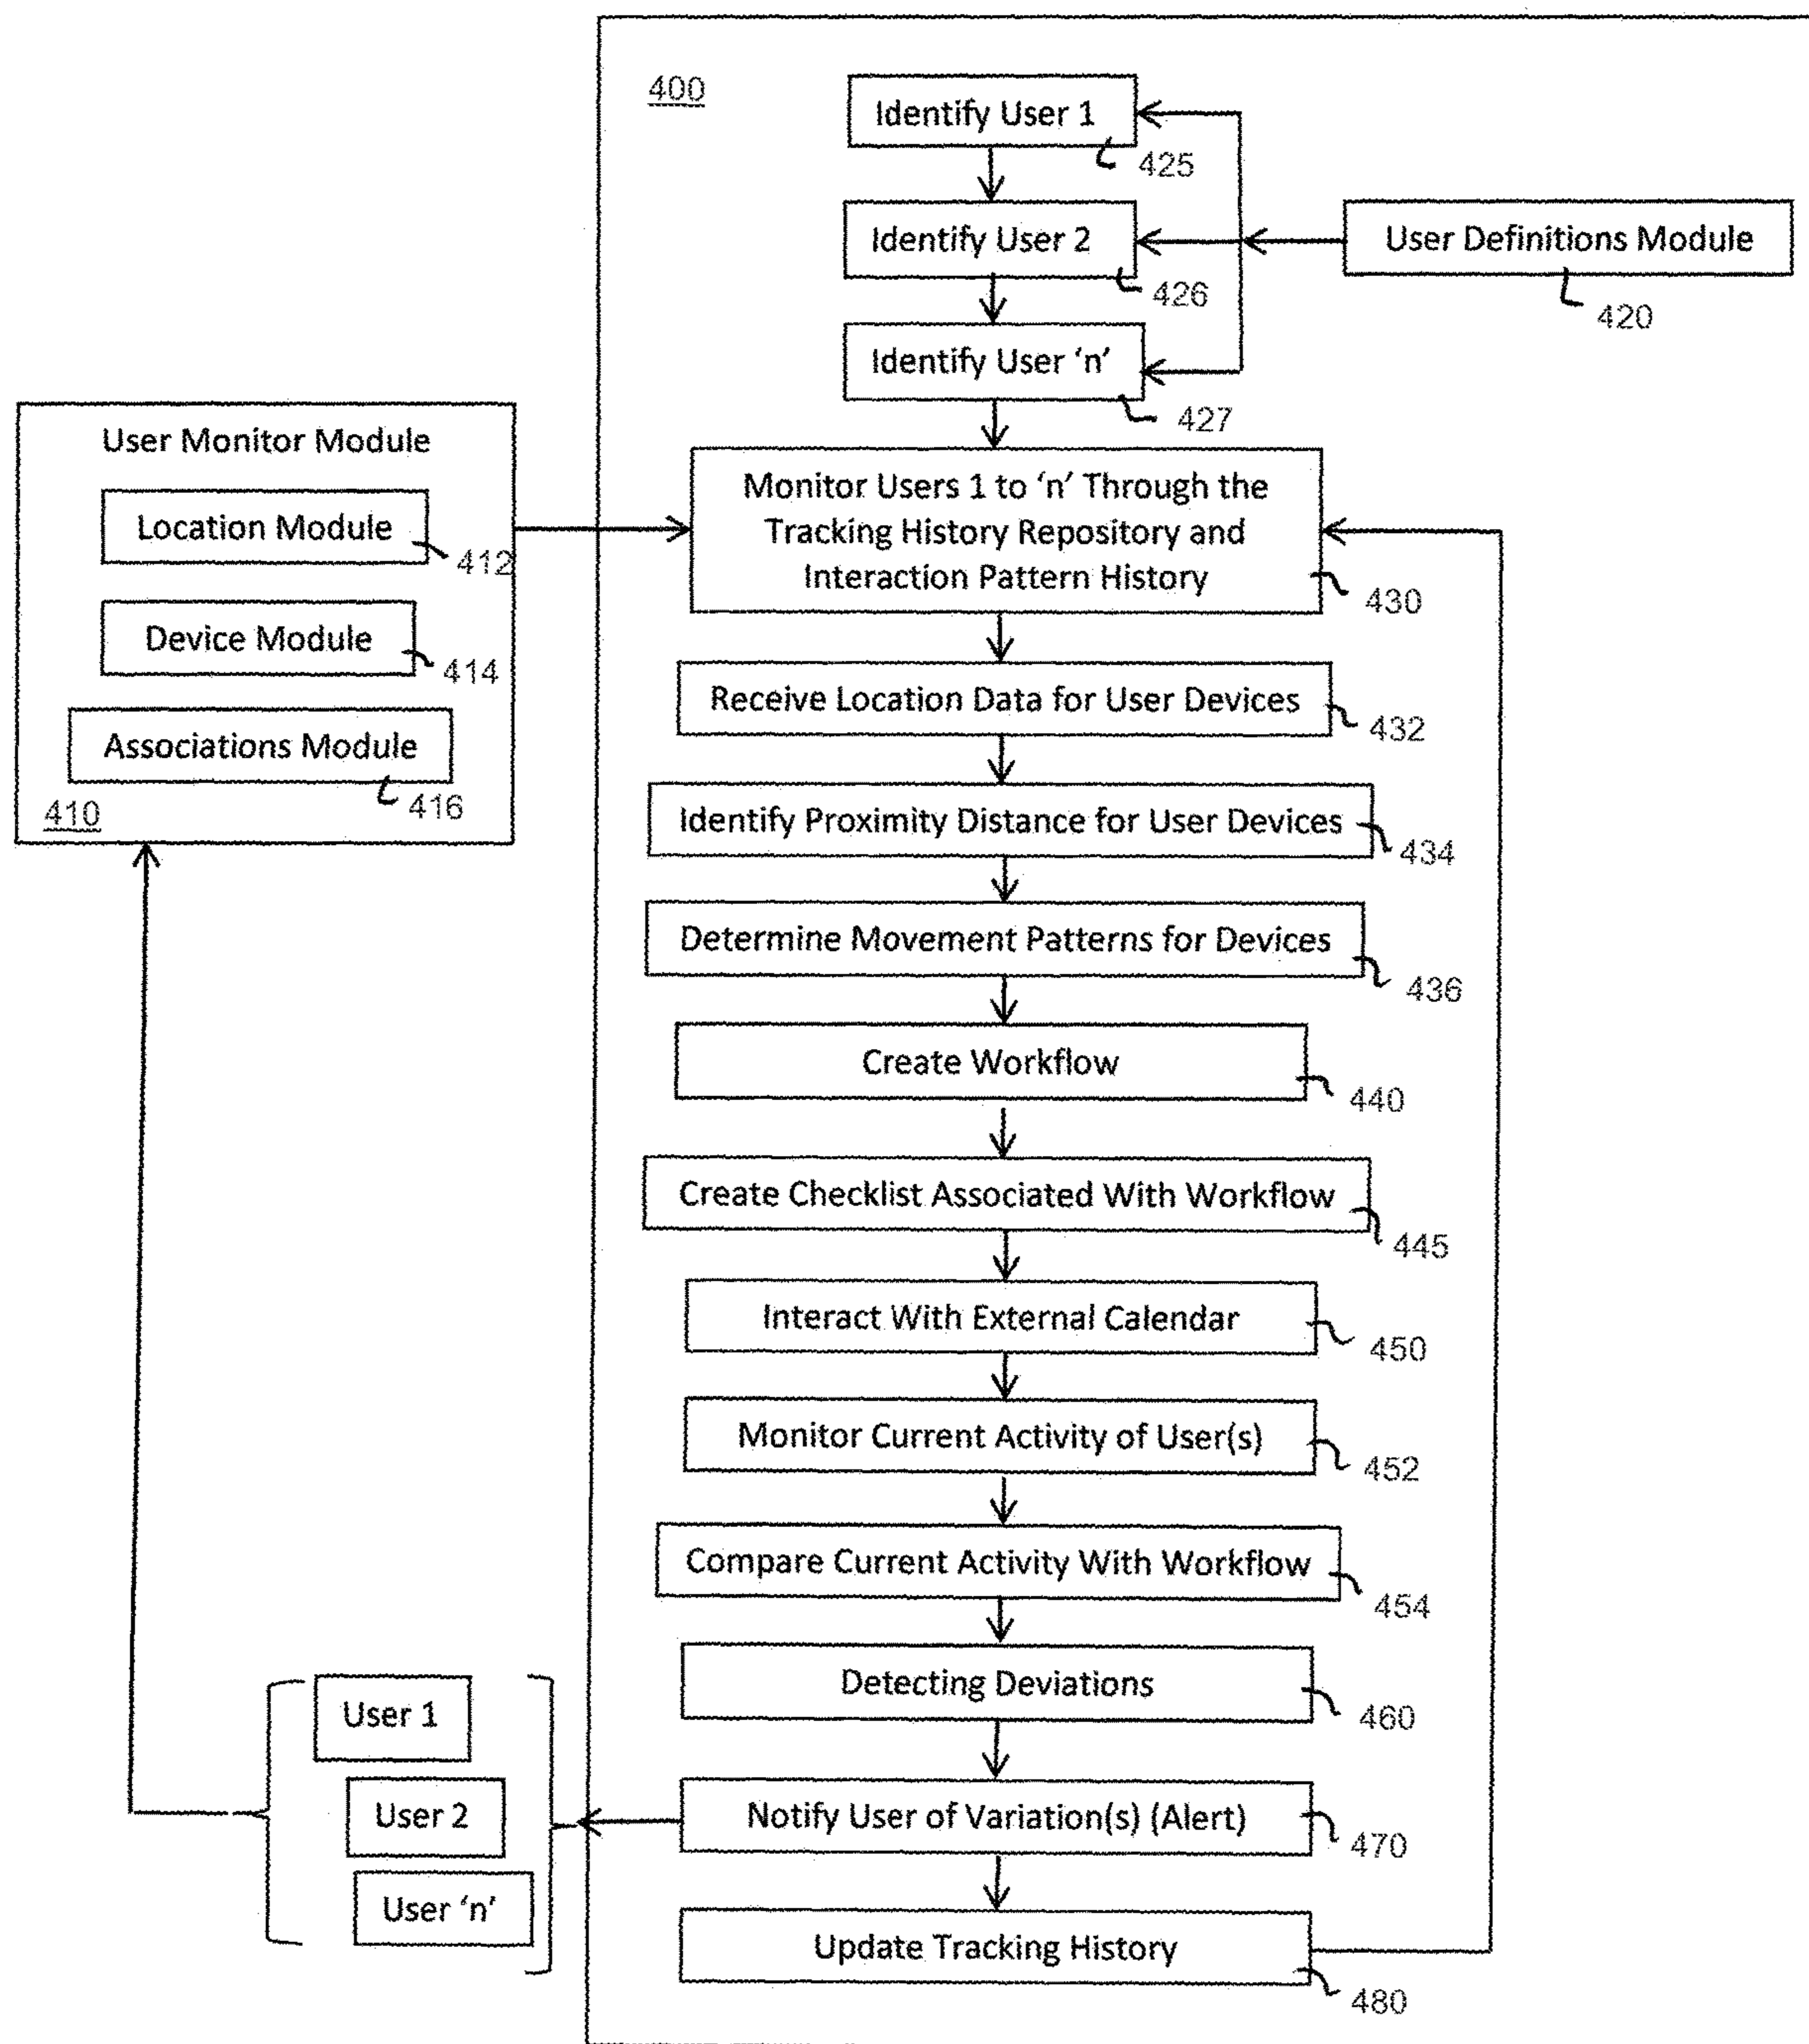 400
Identify User 1
425
Identify User 2
426
User Definitions Module
420
Identify User ‘n’
427
User Monitor Module
Location Module
412
Device Module
414
Associations Module
416
410
Monitor Users 1 to ‘n’ Through the
Tracking History Repository and
Interaction Pattern History
430
Receive Location Data for User Devices
432
Identify Proximity Distance for User Devices
434
Determine Movement Patterns for Devices
436
Create Workflow
440
Create Checklist Associated With Workflow
445
Interact With External Calendar
450
Monitor Current Activity of User(s)
452
Compare Current Activity With Workflow
454
Detecting Deviations
460
User 1
User 2
User ‘n’
Notify User of Variation(s) (Alert)
470
Update Tracking History
480